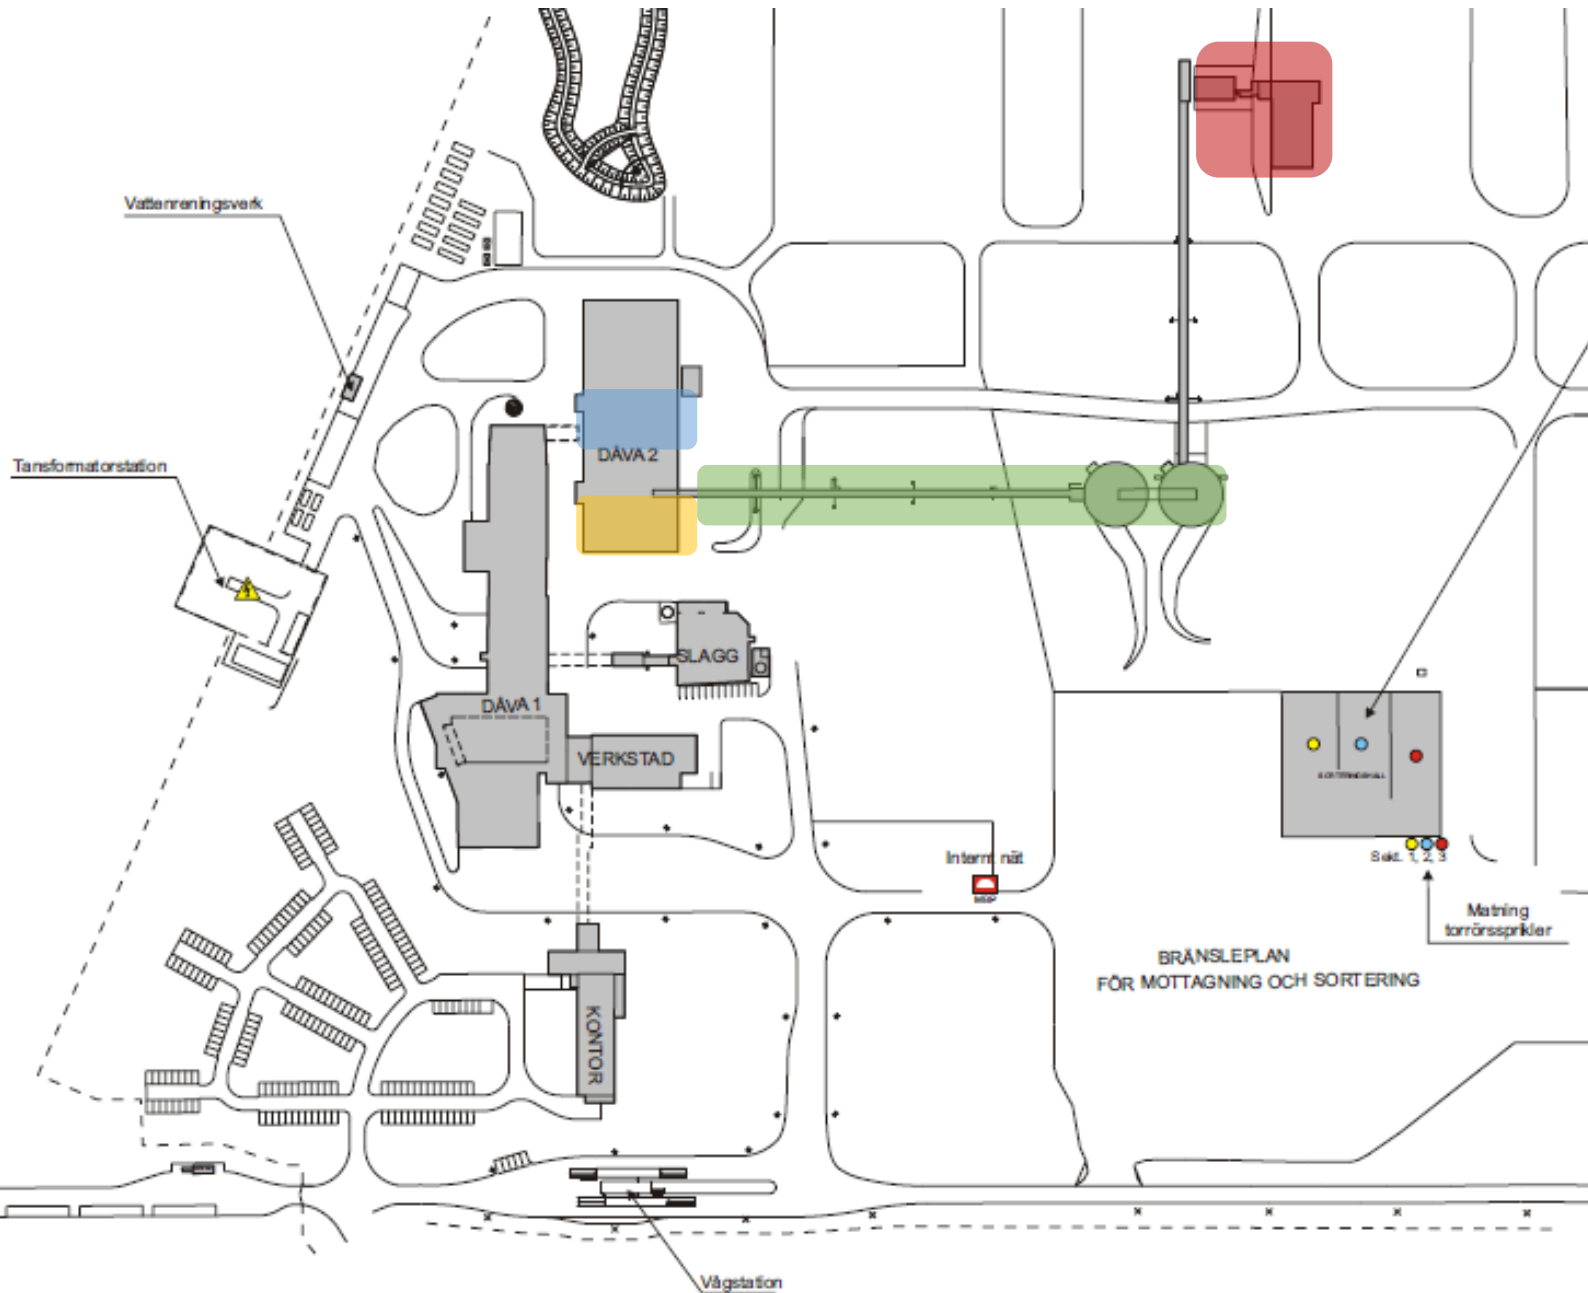 Vattenreningsverk
Tansformatorstation
DÅVA 2
SLAGG
DÅVA 1
VERKSTAD
SORTERINGSHALL
Internt nät
Sekt. 1, 2, 3
Matning
torrörssprikler
BRÄNSLEPLAN
FÖR MOTTAGNING OCH SORTERING
KONTOR
Vågstation